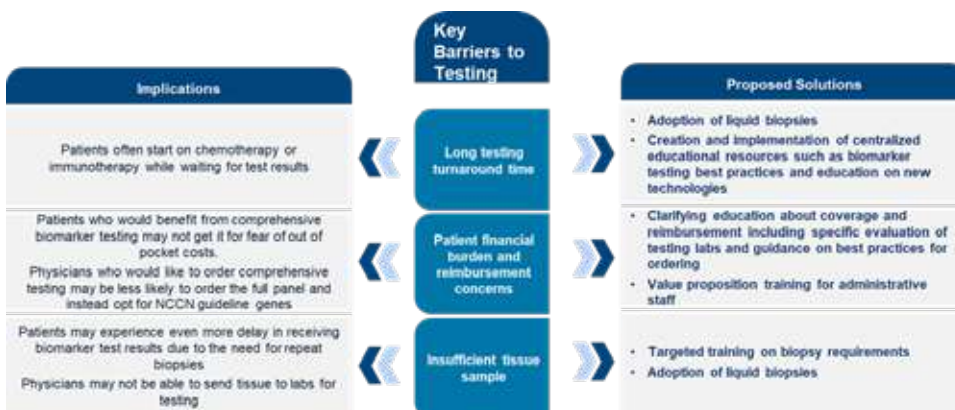 Key
Barriers to
Testing
Implications
Proposed Solutions
Patients often start on chemotherapy or
immunotherapy while waiting for test results
Long testing
turnaround time
• Adoption of liquid biopsies
• Creation and implementation of centralized
educational resources such as biomarker
testing best practices and education on new
technologies
Patients who would benefit from comprehensive
biomarker testing may not get it for fear of out of
pocket costs.
Physicians who would like to order comprehensive
testing may be less likely to order the full panel and
instead opt for NCCN guideline genes
Patient financial
burden and
reimbursement
concerns
• Clarifying education about coverage and
reimbursement including specific evaluation of
testing labs and guidance on best practices for
ordering
• Value proposition training for administrative
staff
Patients may experience even more delay in receiving
biomarker test results due to the need for repeat
biopsies
Physicians may not be able to send tissue to labs for
testing
Insufficient tissue
sample
• Targeted training on biopsy requirements
• Adoption of liquid biopsies